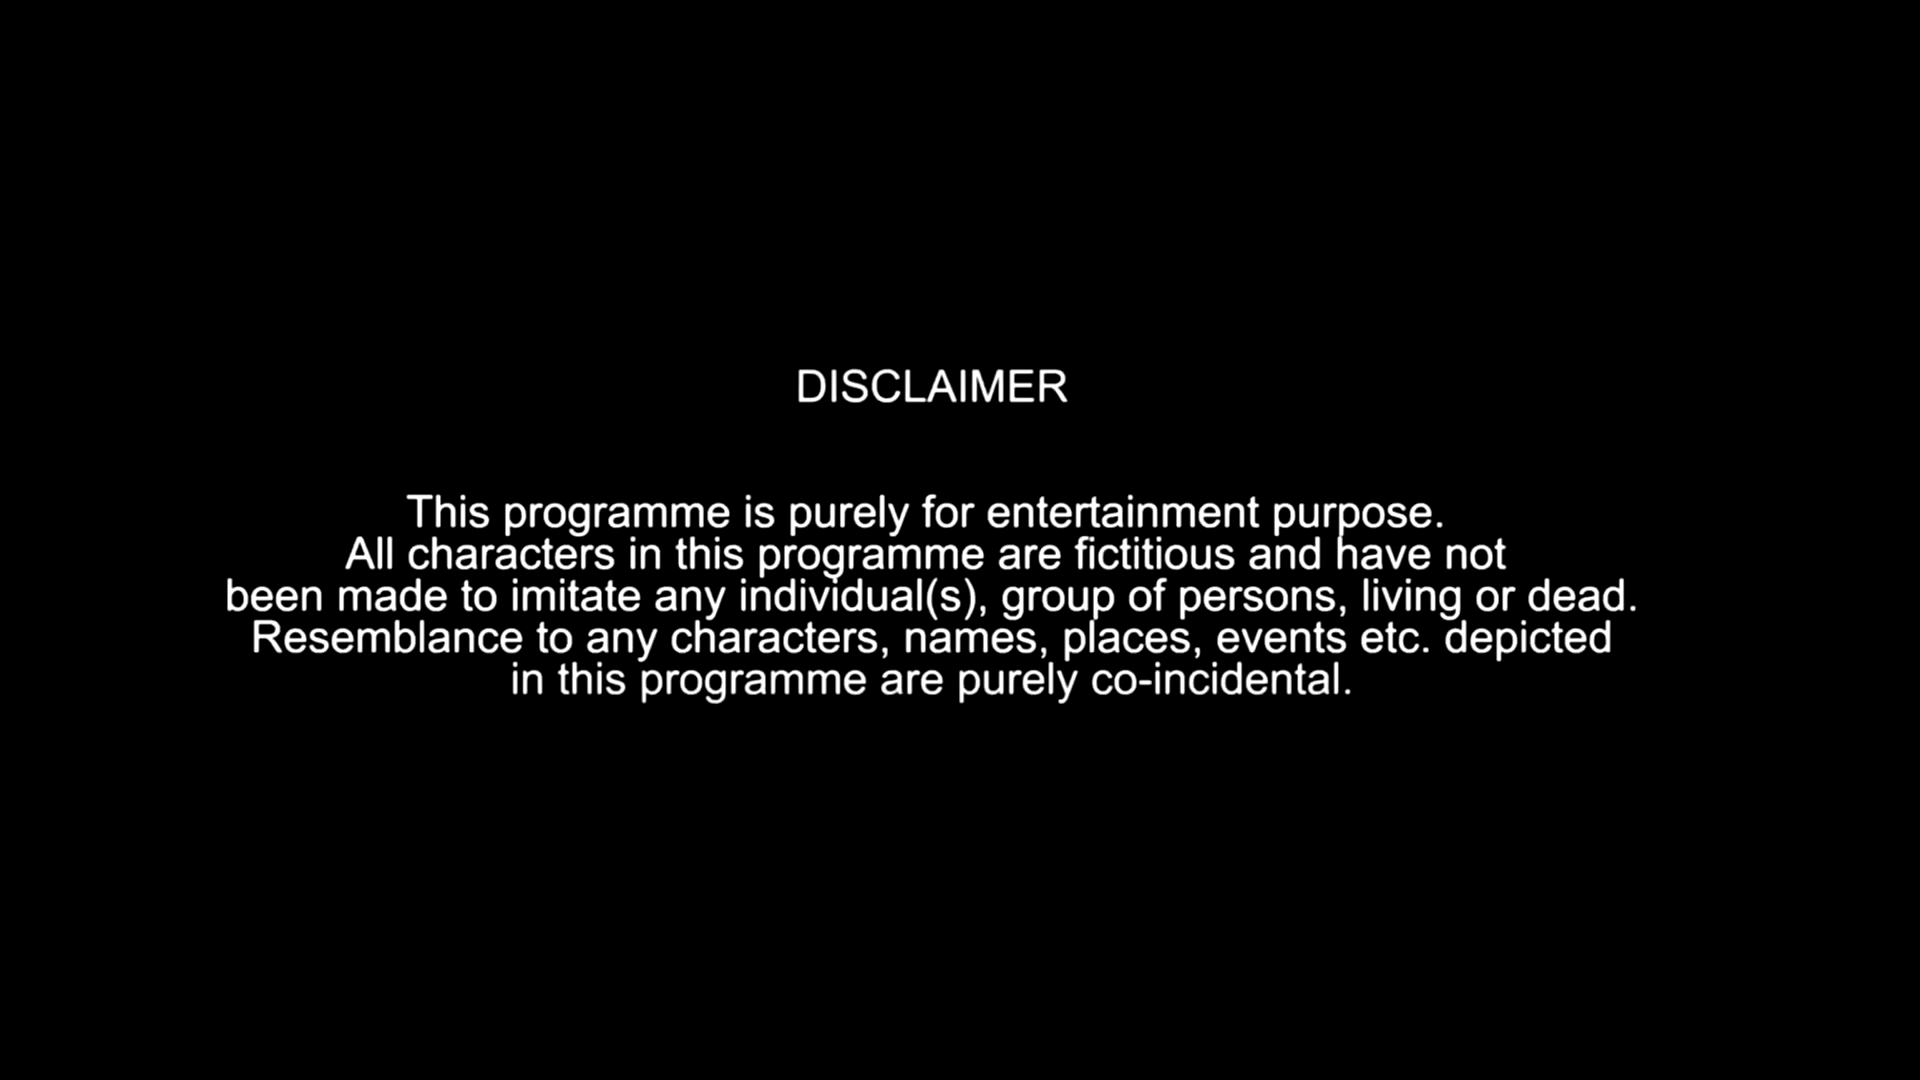 DISCLAIMER
This programme is purely for entertainment purpose.
All characters in this programme are fictitious and have not
been made to imitate any individual(s), group of persons, living or dead.
Resemblance to any characters, names, places, events etc. depicted
in this programme are purely co-incidental.